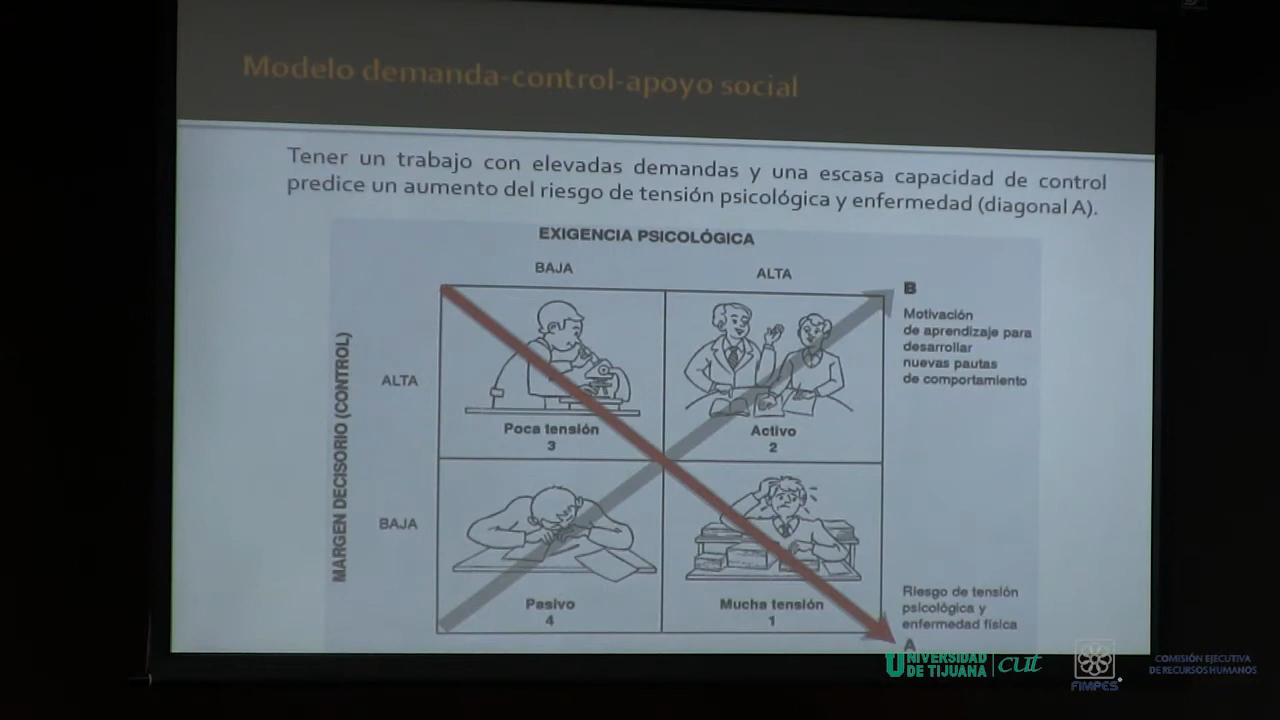 Modelo demanda-control-apoyo social
Tener un trabajo con elevadas demandas y una escasa capacidad de control
predice un aumento del riesgo de tensión psicológica y enfermedad (diagonal A).
EXIGENCIA PSICOLÓGICA
BAJA
ALTA
MARGEN DECISORIO (CONTROL)
ALTA
BAJA
Poca tensión
3
Activo
2
Pasivo
4
Mucha tensión
1
B
Motivación
de aprendizaje para
desarrollar
nuevas pautas
de comportamiento
Riesgo de tensión
psicológica y
enfermedad física
A
UNIVERSIDAD
DE TIJUANA
cut
FIMPES
COMISIÓN EJECUTIVA
DE RECURSOS HUMANOS